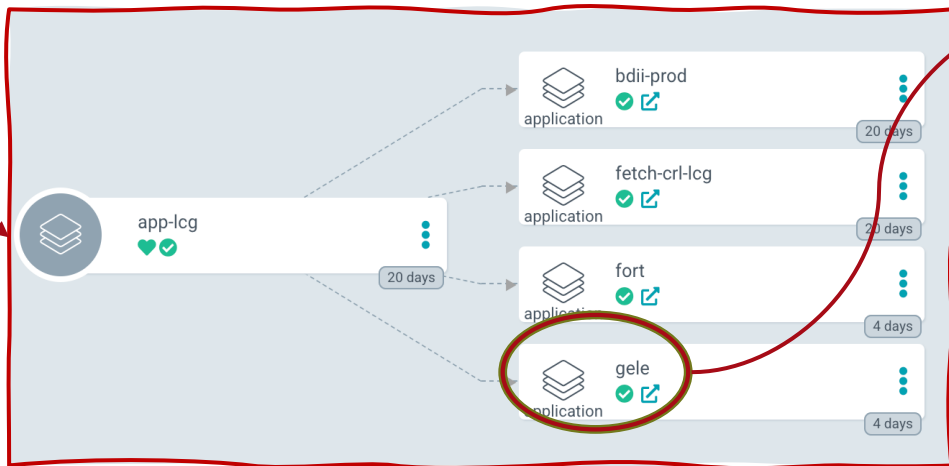 app-lcg
20 days
bdii-prod
application
20 days
fetch-crl-lcg
application
20 days
fort
application
4 days
gele
application
4 days